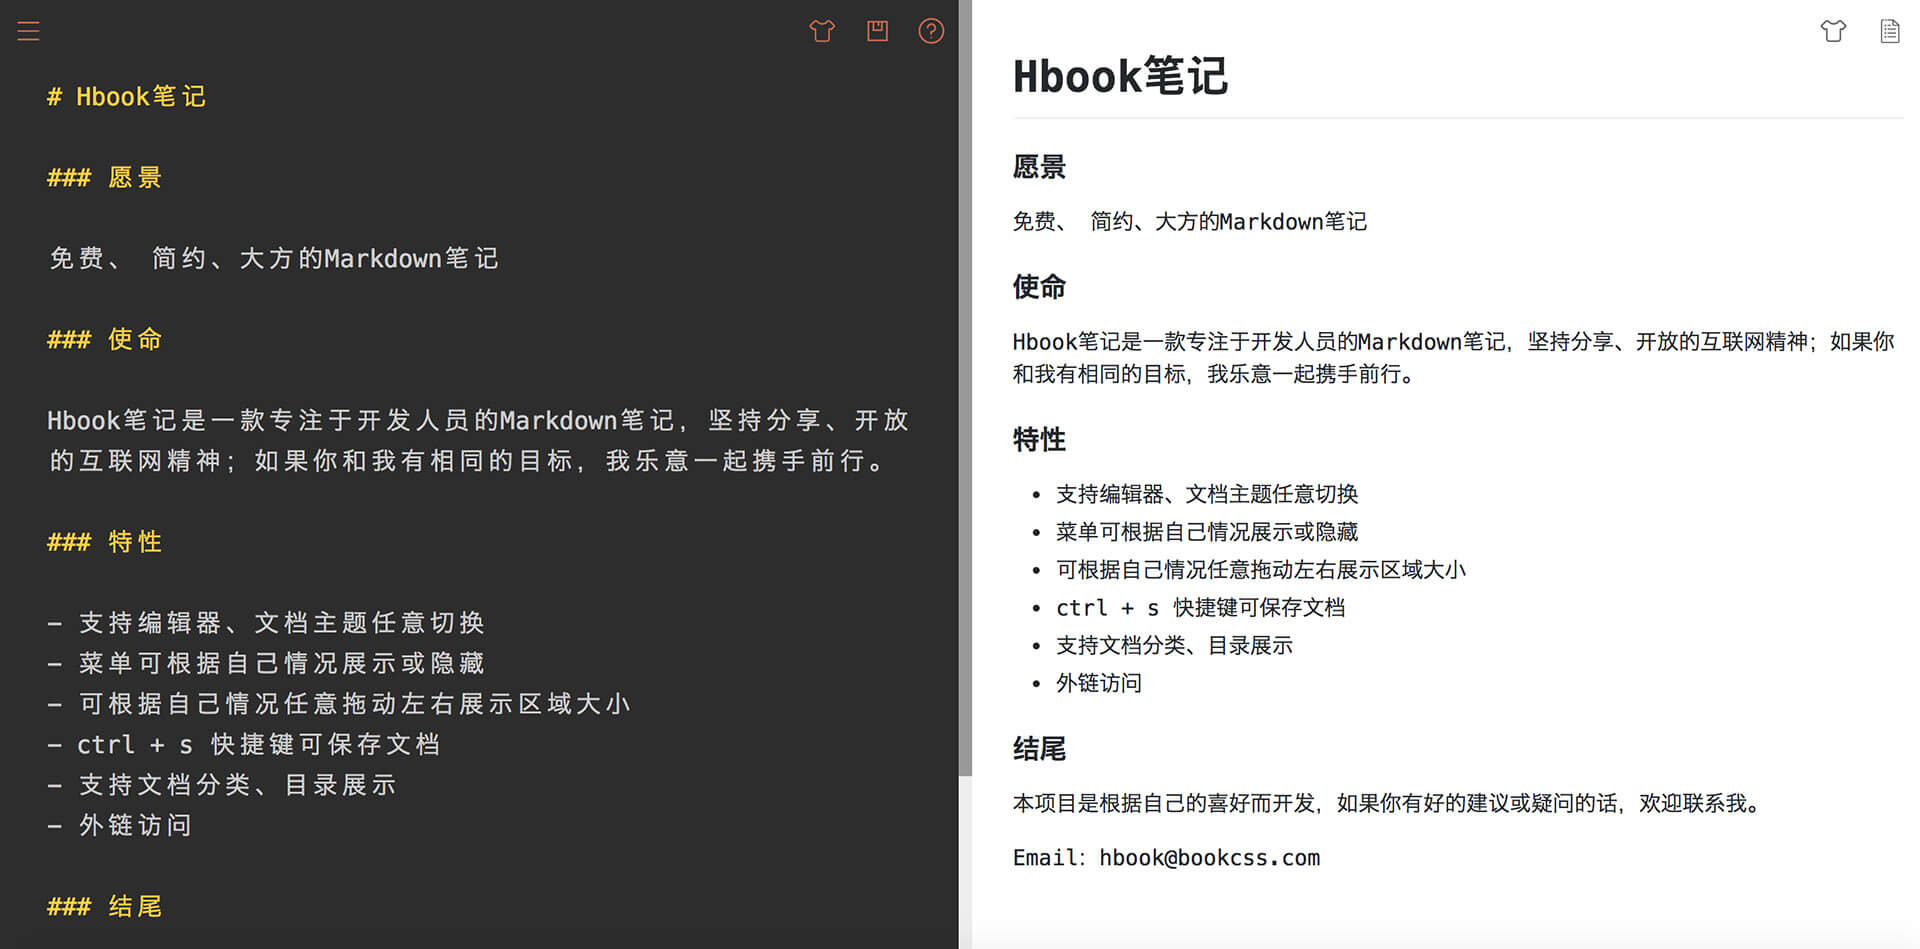 # Hbook笔记
### 愿景
免费、 简约、大方的Markdown笔记
### 使命
Hbook笔记是一款专注于开发人员的Markdown笔记，坚持分享、开放
的互联网精神；如果你和我有相同的目标，我乐意一起携手前行。
### 特性
- 支持编辑器、文档主题任意切换
- 菜单可根据自己情况展示或隐藏
- 可根据自己情况任意拖动左右展示区域大小
- ctrl + s 快捷键可保存文档
- 支持文档分类、目录展示
- 外链访问
### 结尾
Hbook笔记
愿景
免费、 简约、大方的Markdown笔记
使命
Hbook笔记是一款专注于开发人员的Markdown笔记，坚持分享、开放的互联网精神；如果你
和我有相同的目标，我乐意一起携手前行。
特性
• 支持编辑器、文档主题任意切换
• 菜单可根据自己情况展示或隐藏
• 可根据自己情况任意拖动左右展示区域大小
• ctrl + s 快捷键可保存文档
• 支持文档分类、目录展示
• 外链访问
结尾
本项目是根据自己的喜好而开发，如果你有好的建议或疑问的话，欢迎联系我。
Email：hbook@bookcss.com